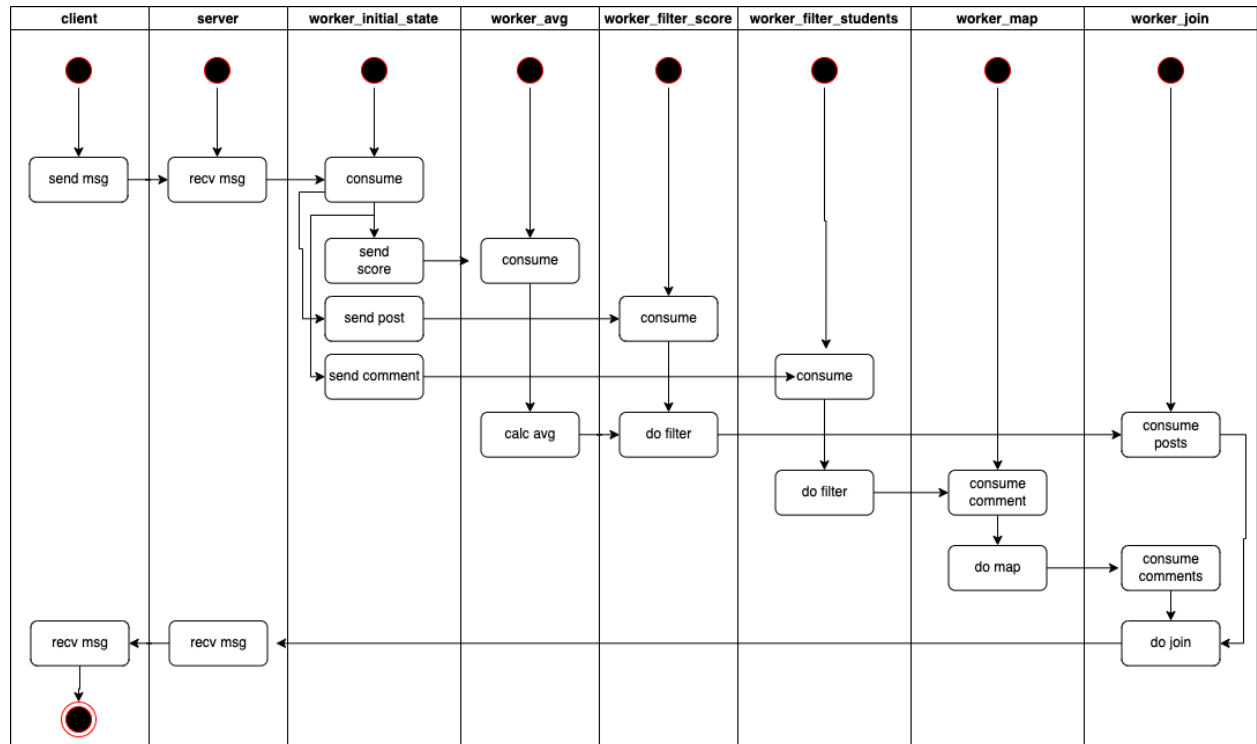 client
server
worker_initial_state
worker_avg
worker_filter_score
worker_filter_students
worker_map
worker_join
send msg
recv msg
consume
send
score
consume
send post
consume
send comment
consume
calc avg
do filter
consume
posts
do filter
consume
comment
do map
consume
comments
recv msg
recv msg
do join